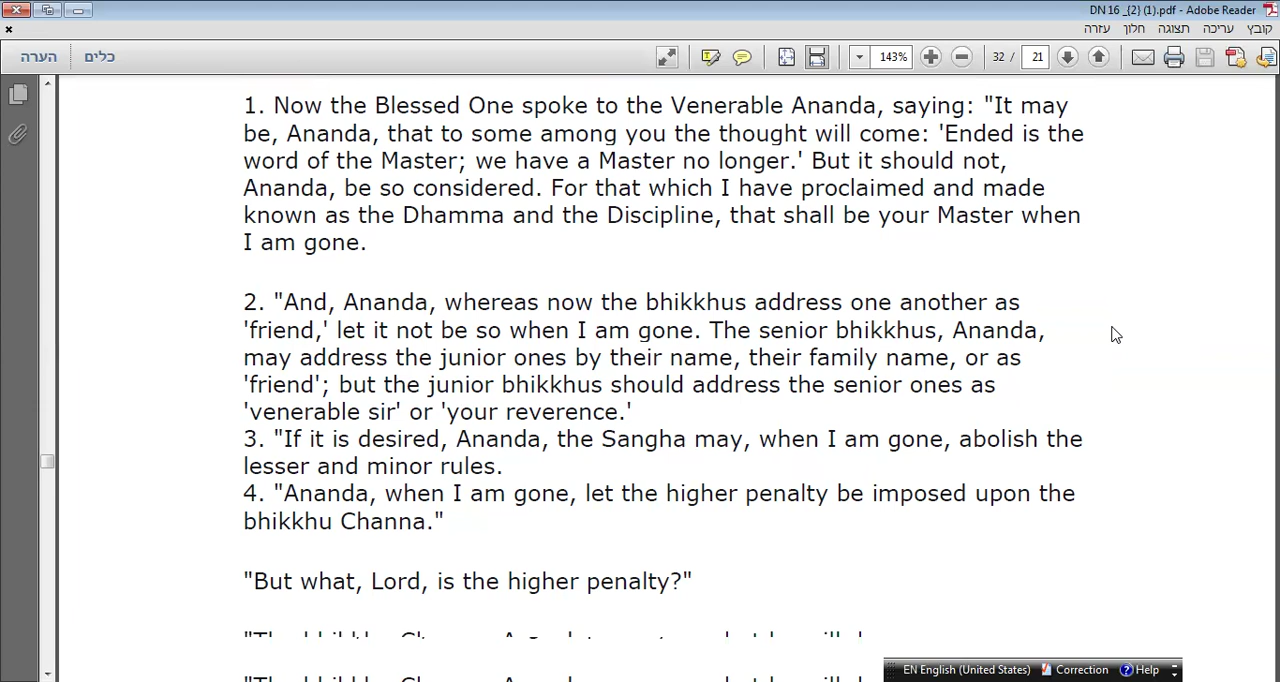 DN 16 _{2} (1).pdf - Adobe Reader
קובץ עריכה תצוגה חלון עזרה
הערה כלים 143% 32 / 21
1. Now the Blessed One spoke to the Venerable Ananda, saying: "It may
be, Ananda, that to some among you the thought will come: 'Ended is the
word of the Master; we have a Master no longer.' But it should not,
Ananda, be so considered. For that which I have proclaimed and made
known as the Dhamma and the Discipline, that shall be your Master when
I am gone.
2. "And, Ananda, whereas now the bhikkhus address one another as
'friend,' let it not be so when I am gone. The senior bhikkhus, Ananda,
may address the junior ones by their name, their family name, or as
'friend'; but the junior bhikkhus should address the senior ones as
'venerable sir' or 'your reverence.'
3. "If it is desired, Ananda, the Sangha may, when I am gone, abolish the
lesser and minor rules.
4. "Ananda, when I am gone, let the higher penalty be imposed upon the
bhikkhu Channa."
"But what, Lord, is the higher penalty?"
EN English (United States) Correction Help